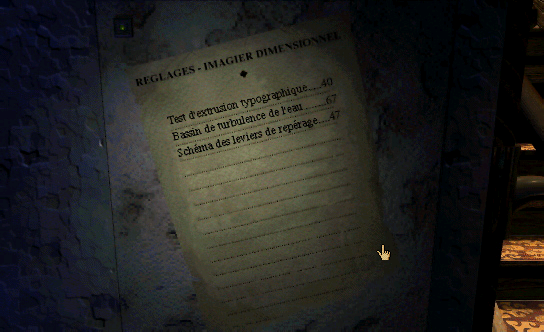 REGLAGES - IMAGIER DIMENSIONNEL
Test d'extrusion typographique.....40
Bassin de turbulence de l'eau.......67
Schéma des leviers de repérage....47